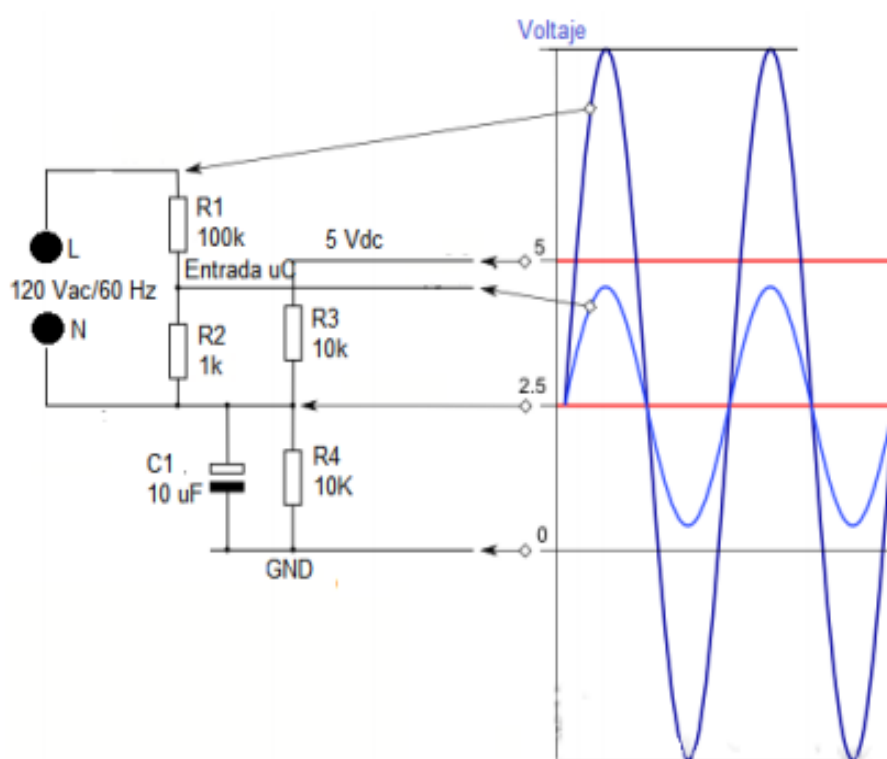 Voltaje
L
120 Vac/60 Hz
N
R1
100k
Entrada uC
5 Vdc
R2
1k
R3
10k
C1
10 uF
R4
10K
GND
5
2.5
0